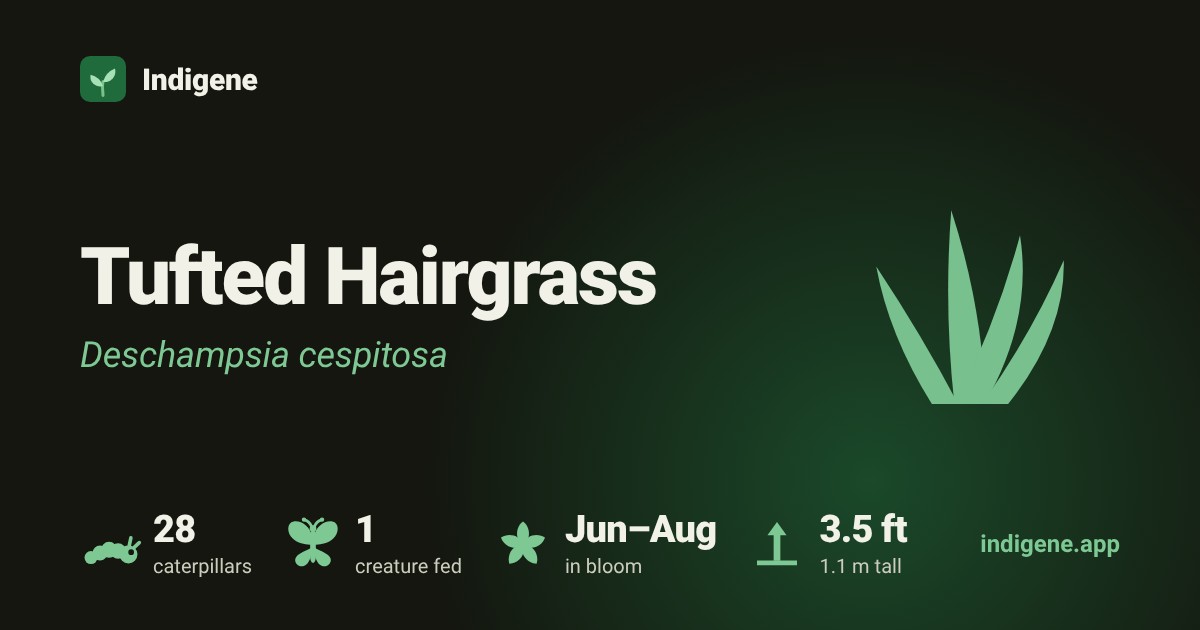 Indigene
Tufted Hairgrass
Deschampsia cespitosa
28
caterpillars
1
creature fed
Jun–Aug
in bloom
3.5 ft
1.1 m tall
indigene.app